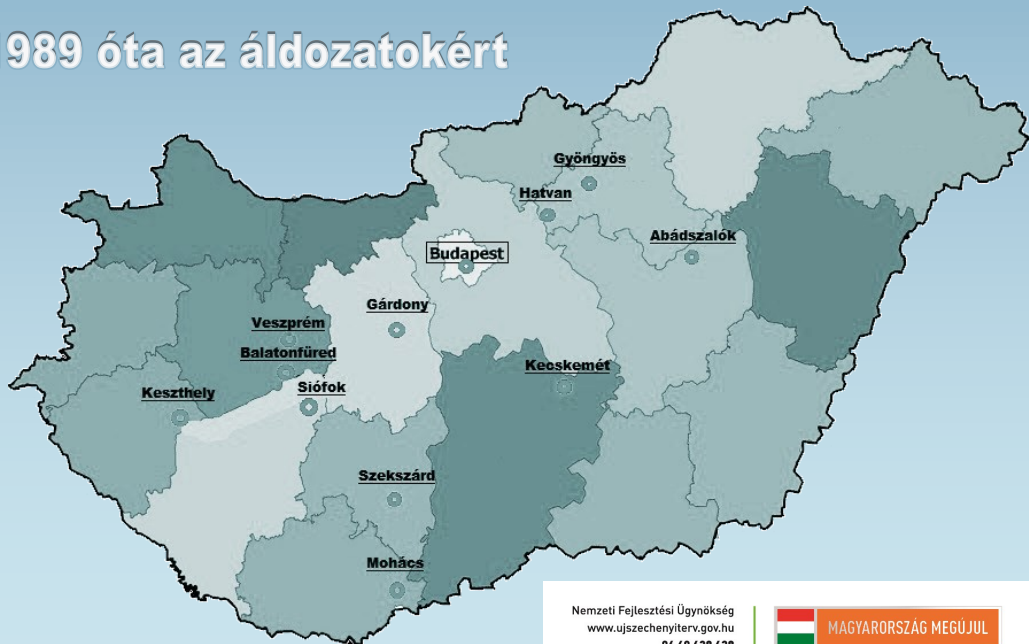 989 óta az áldozatokért
Gyöngyös
Hatvan
Abádszalók
Budapest
Gárdony
Veszprém
Balatonfüred
Kecskemét
Siófok
Keszthely
Szekszárd
Mohács
Nemzeti Fejlesztési Ügynökség
www.ujszechenyiterv.gov.hu
MAGYARORSZÁG MEGÚJUL